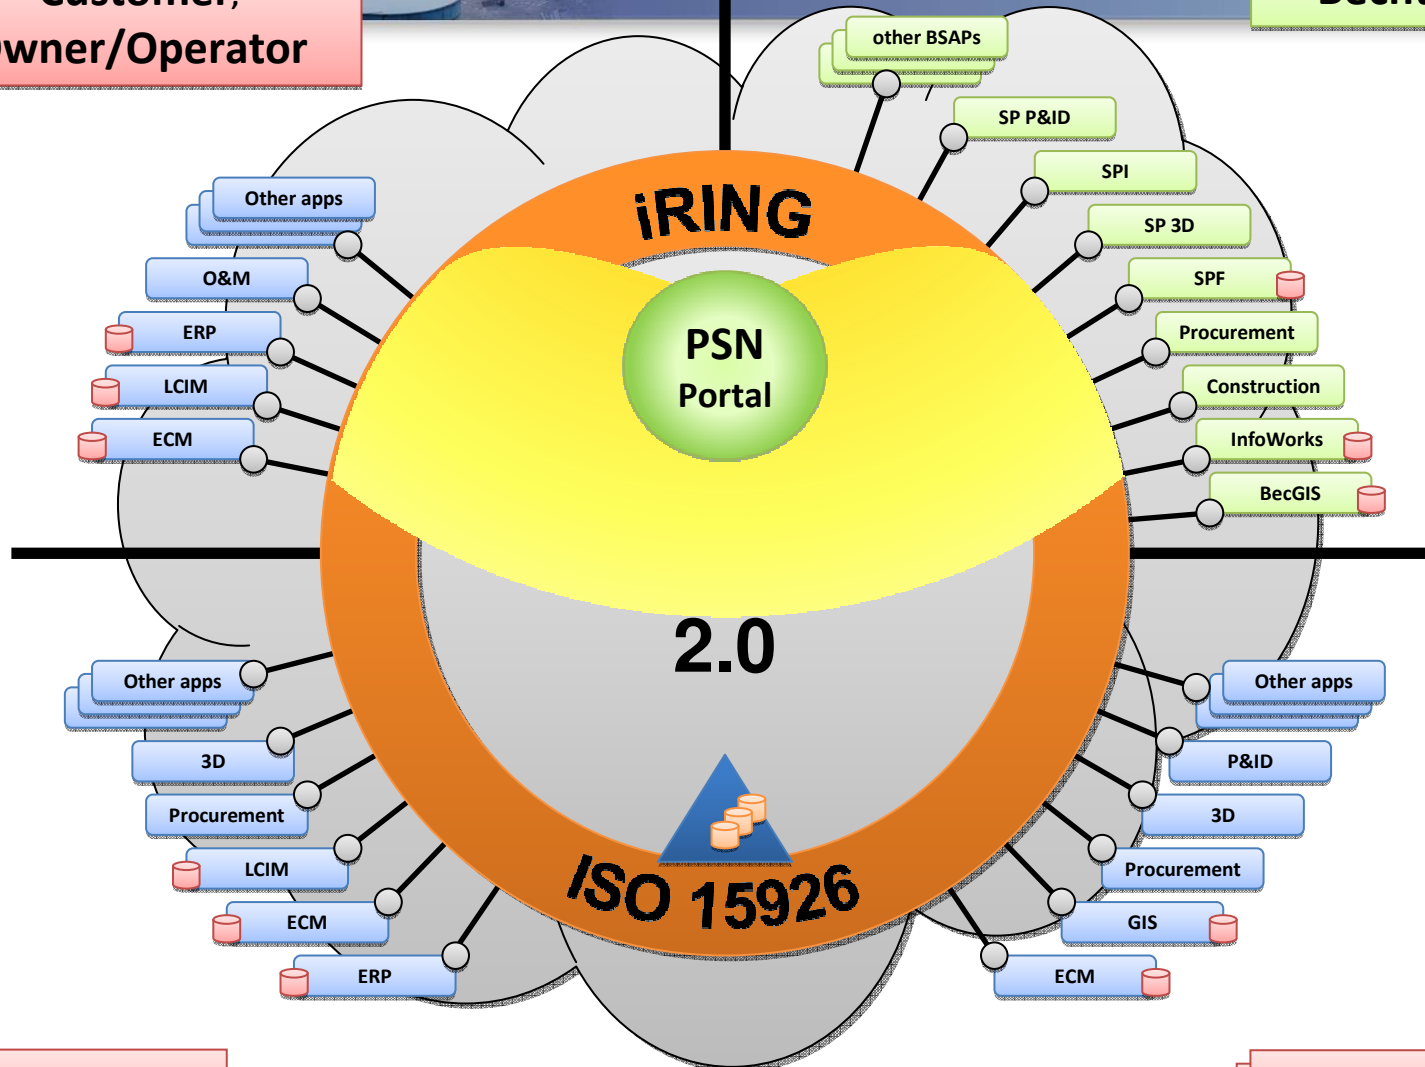 Customer,
Owner/Operator
other BSAPs
SP P&ID
SPI
SP 3D
SPF
Procurement
Construction
InfoWorks
BecGIS
Other apps
O&M
ERP
LCIM
ECM
iRING
PSN
Portal
2.0
ISO 15926
Other apps
3D
Procurement
LCIM
ECM
ERP
Other apps
P&ID
3D
Procurement
GIS
ECM